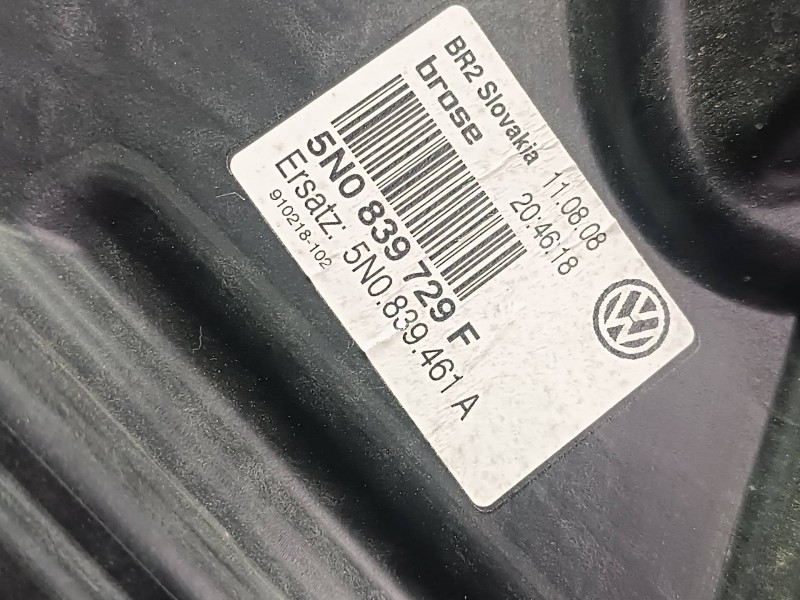 BR2 Slovakia 11.08.08
brose 20:46:18
5N0 839 729 F
Ersatz: 5N0.839.461 A
910218-102